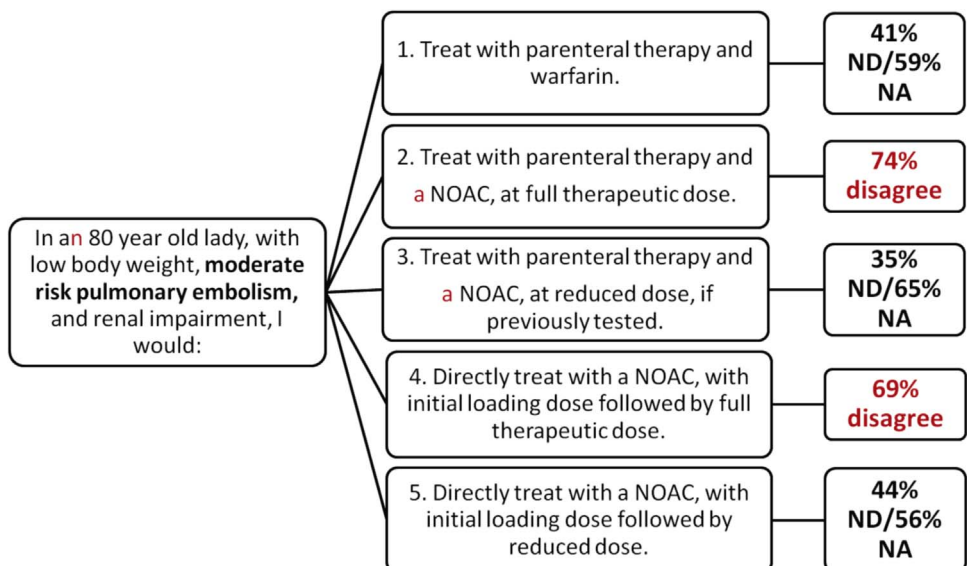 In an 80 year old lady, with
low body weight, moderate
risk pulmonary embolism,
and renal impairment, I
would:
1. Treat with parenteral therapy and
warfarin.
41%
ND/59%
NA
2. Treat with parenteral therapy and
a NOAC, at full therapeutic dose.
74%
disagree
3. Treat with parenteral therapy and
a NOAC, at reduced dose, if
previously tested.
35%
ND/65%
NA
4. Directly treat with a NOAC, with
initial loading dose followed by full
therapeutic dose.
69%
disagree
5. Directly treat with a NOAC, with
initial loading dose followed by
reduced dose.
44%
ND/56%
NA